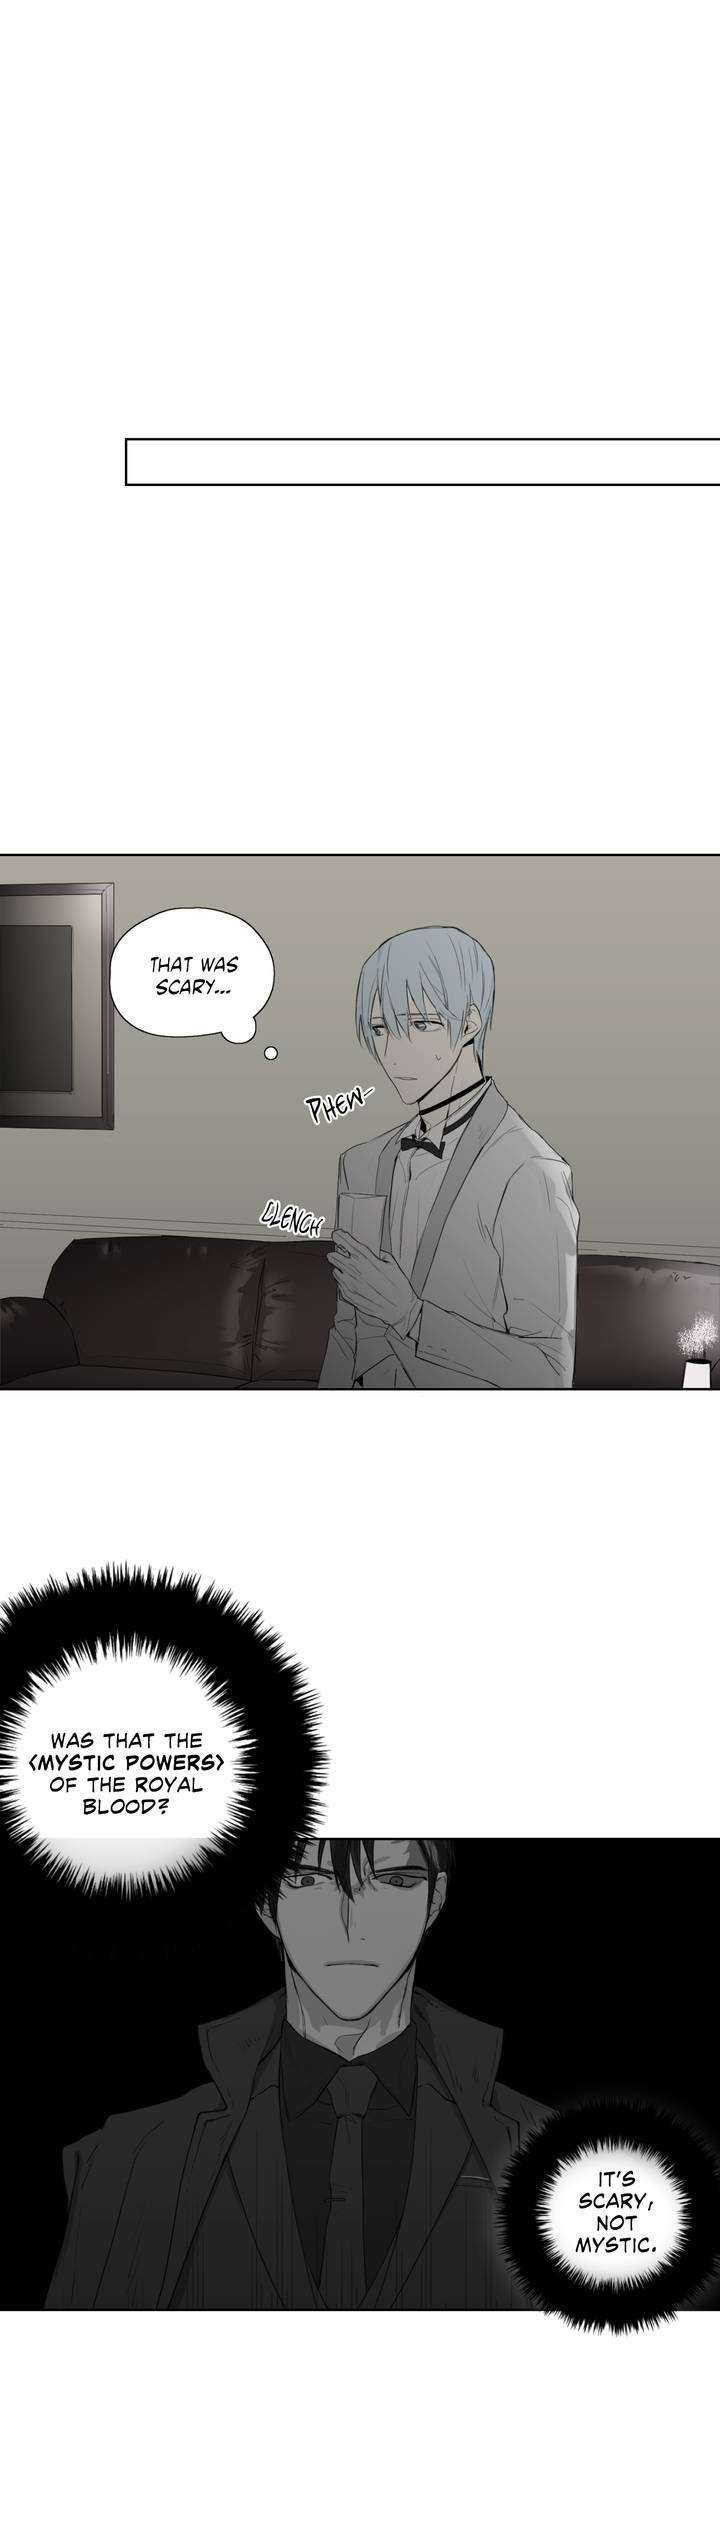 THAT WAS
SCARY...
PHEW-
CLENCH
WAS THAT THE
<MYSTIC POWERS>
OF THE ROYAL
BLOOD?
IT'S
SCARY,
NOT
MYSTIC.